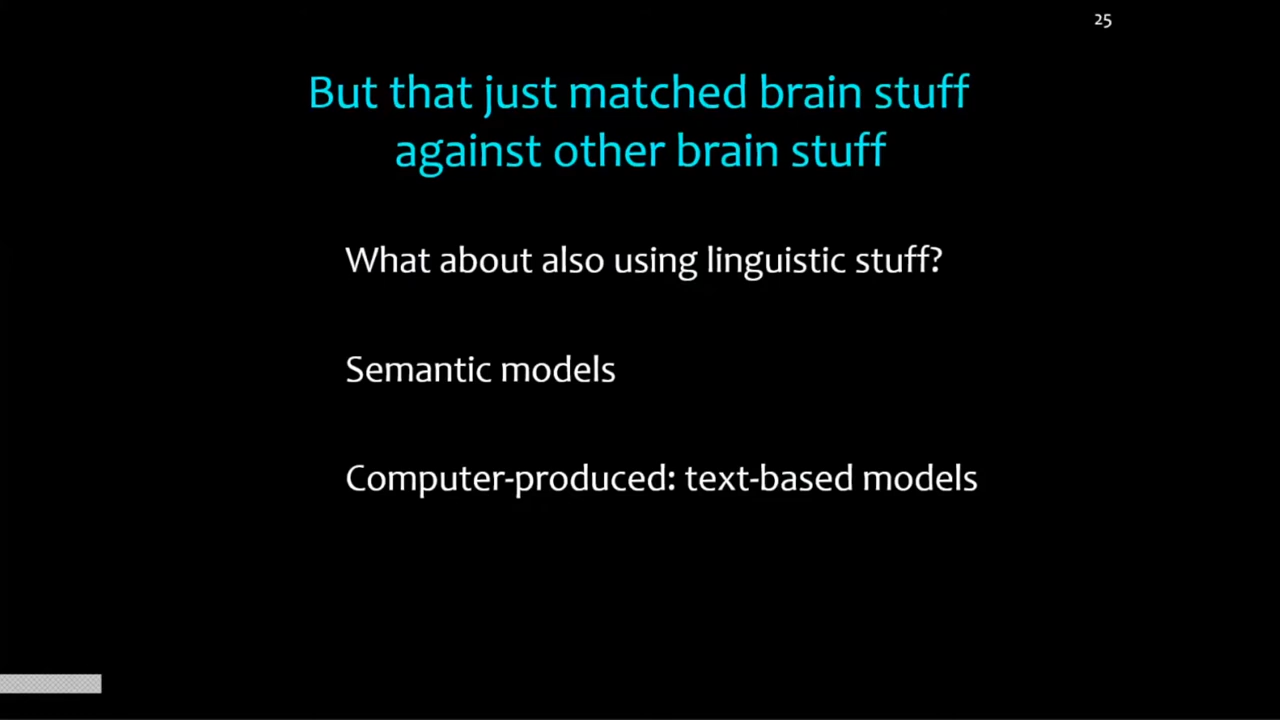 25
But that just matched brain stuff
against other brain stuff
What about also using linguistic stuff?
Semantic models
Computer-produced: text-based models